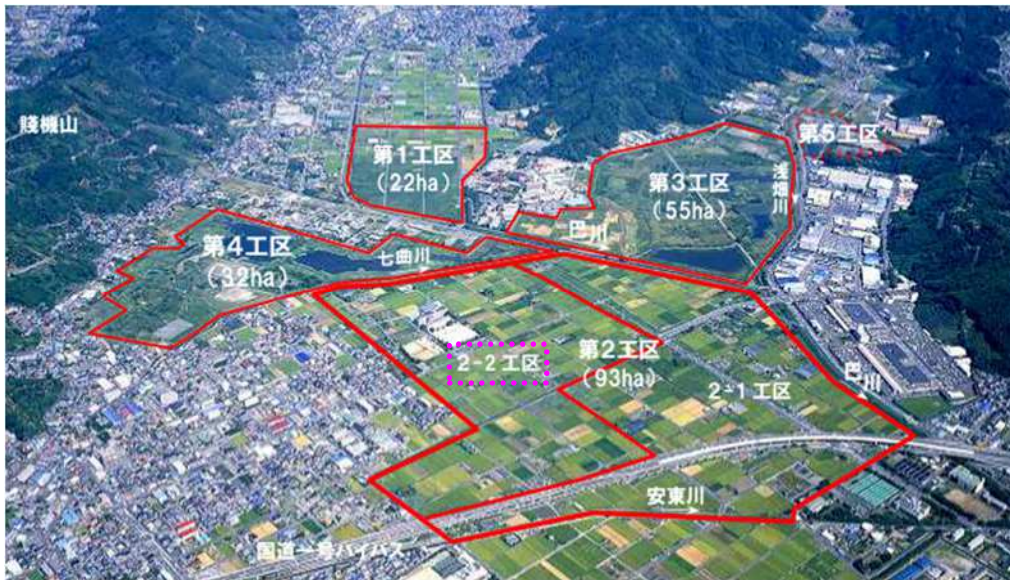 賤機山
第1工区
(22ha)
第5工区
第3工区
(55ha)
浅畑川
巴川
第4工区
(32ha)
七曲川
2-2工区
第2工区
(93ha)
2-1工区
巴川
安東川
国道一号バイパス